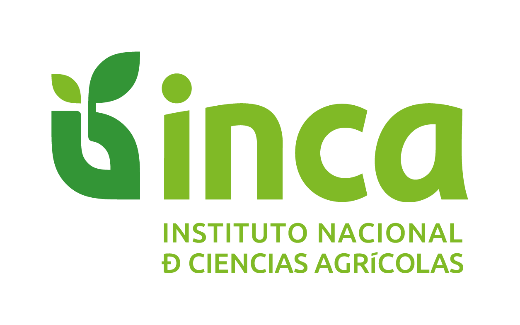 inca
INSTITUTO NACIONAL
Ð CIENCIAS AGRÍCOLAS